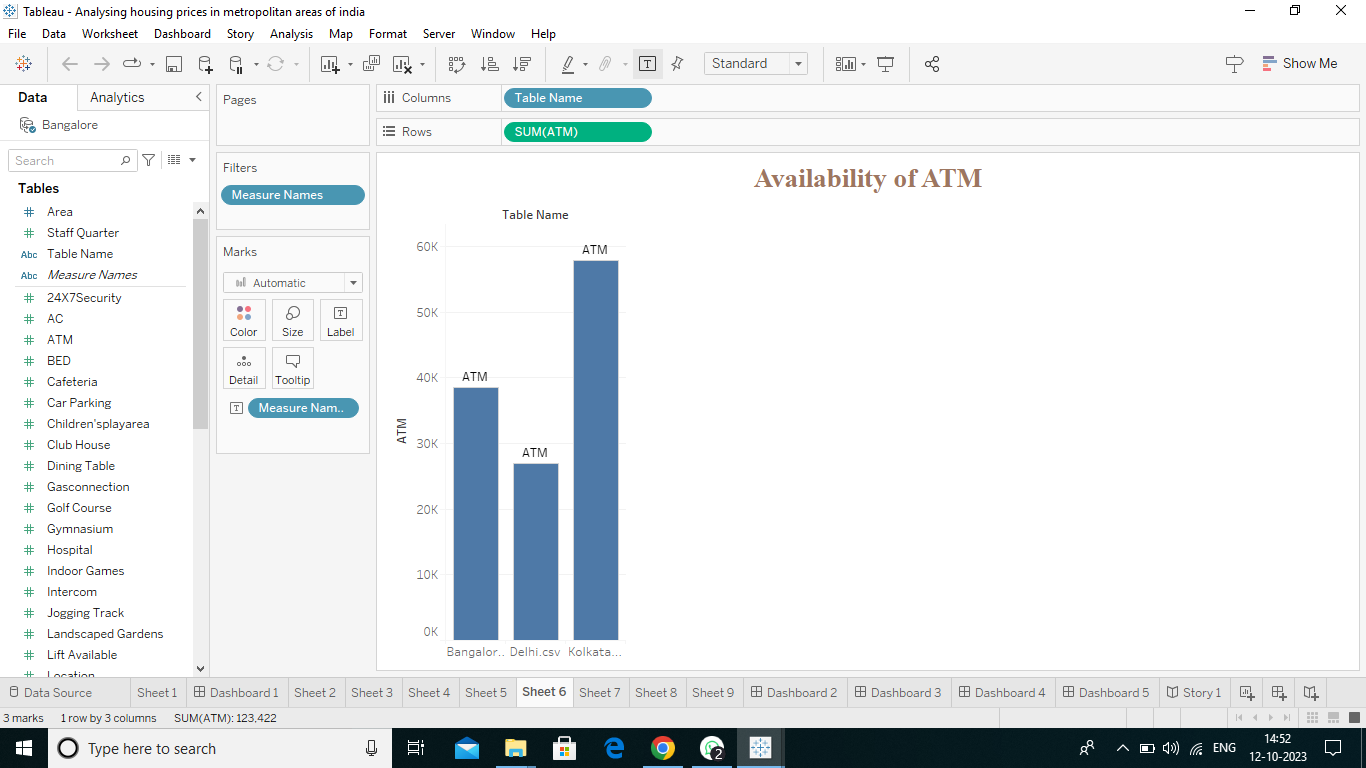 Tableau - Analysing housing prices in metropolitan areas of india
File Data Worksheet Dashboard Story Analysis Map Format Server Window Help
Standard
Show Me
Data Analytics
Bangalore
Search
Tables
Area
Staff Quarter
Abc Table Name
Abc Measure Names
24X7Security
AC
ATM
BED
Cafeteria
Car Parking
Children'splayarea
Club House
Dining Table
Gasconnection
Golf Course
Gymnasium
Hospital
Indoor Games
Intercom
Jogging Track
Landscaped Gardens
Lift Available
Location
Pages
Filters
Measure Names
Marks
Automatic
Color Size Label
Detail Tooltip
Measure Nam..
Columns Table Name
Rows SUM(ATM)
Availability of ATM
Table Name
60K
50K
40K
30K
20K
10K
0K
ATM
ATM
ATM
ATM
Bangalor.. Delhi.csv Kolkata...
Data Source Sheet 1 Dashboard 1 Sheet 2 Sheet 3 Sheet 4 Sheet 5 Sheet 6 Sheet 7 Sheet 8 Sheet 9 Dashboard 2 Dashboard 3 Dashboard 4 Dashboard 5 Story 1
3 marks 1 row by 3 columns SUM(ATM): 123,422
Type here to search
2
ENG
14:52
12-10-2023